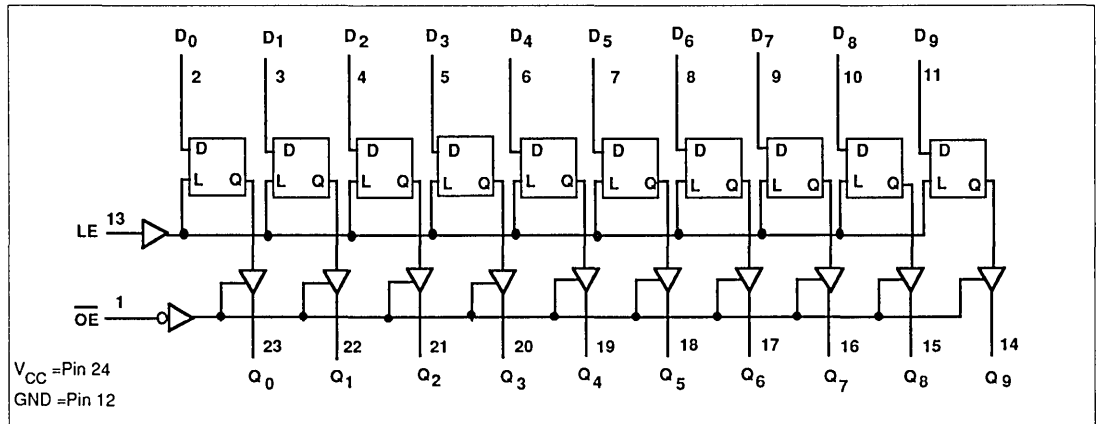 D0 D1 D2 D3 D4 D5 D6 D7 D8 D9
2 3 4 5 6 7 8 9 10 11
D D D D D D D D D D
L Q L Q L Q L Q L Q L Q L Q L Q L Q L Q
LE 13
OE 1
23 22 21 20 19 18 17 16 15 14
Q0 Q1 Q2 Q3 Q4 Q5 Q6 Q7 Q8 Q9
VCC =Pin 24
GND =Pin 12